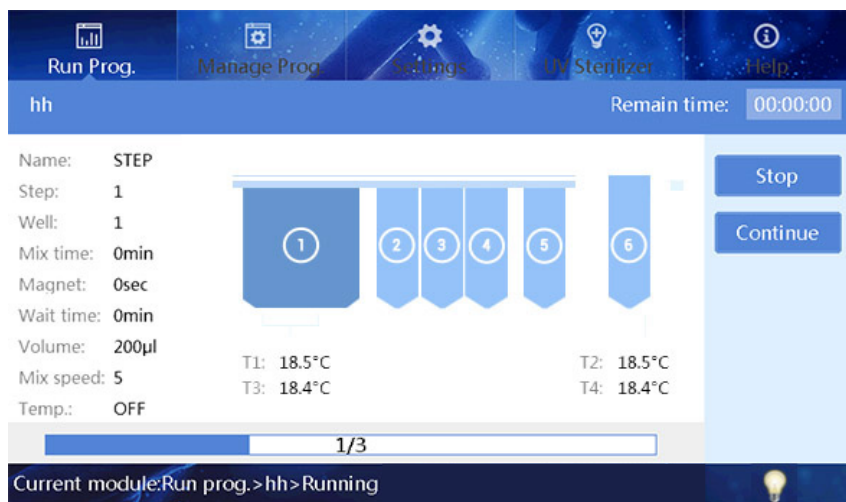 Run Prog.
Manage Prog.
Settings
UV Sterilizer
Help
hh
Remain time: 00:00:00
Name: STEP
Step: 1
Well: 1
Mix time: 0min
Magnet: 0sec
Wait time: 0min
Volume: 200μl
Mix speed: 5
Temp.: OFF
1
2
3
4
5
6
T1: 18.5°C
T3: 18.4°C
T2: 18.5°C
T4: 18.4°C
Stop
Continue
1/3
Current module:Run prog.>hh>Running